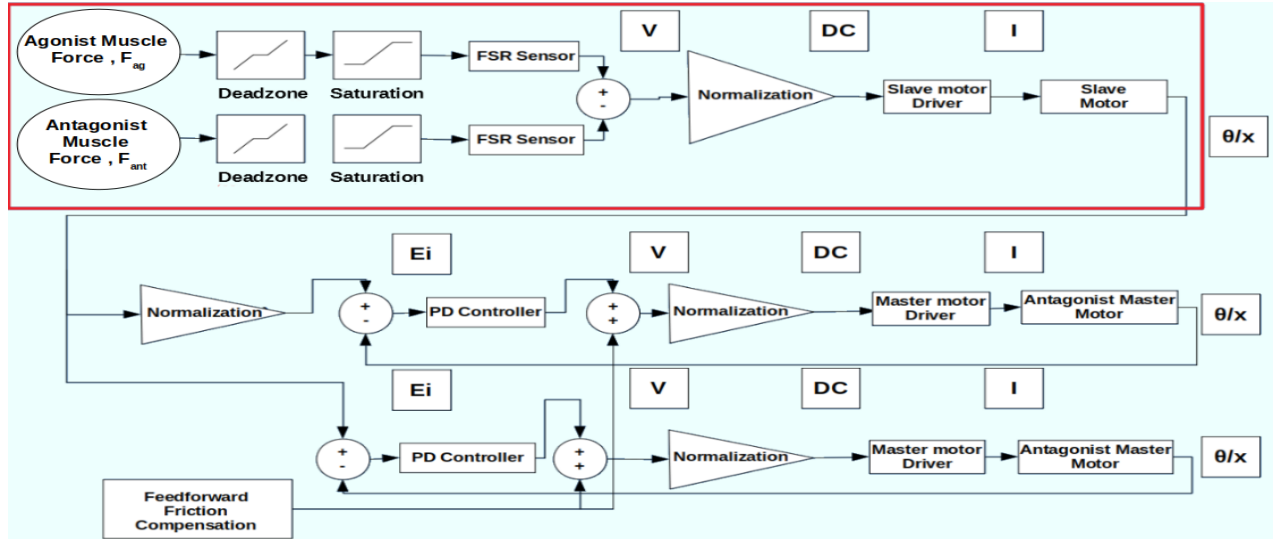 Agonist Muscle
Force , Fag
Deadzone
Saturation
FSR Sensor
+
-
V
DC
I
Normalization
Slave motor
Driver
Slave
Motor
θ/x
Antagonist
Muscle
Force , Fant
Deadzone
Saturation
FSR Sensor
Ei
V
DC
I
Normalization
+
-
PD Controller
+
+
Normalization
Master motor
Driver
Antagonist Master
Motor
θ/x
Ei
V
DC
I
+
-
PD Controller
+
+
Normalization
Master motor
Driver
Antagonist Master
Motor
θ/x
Feedforward
Friction
Compensation